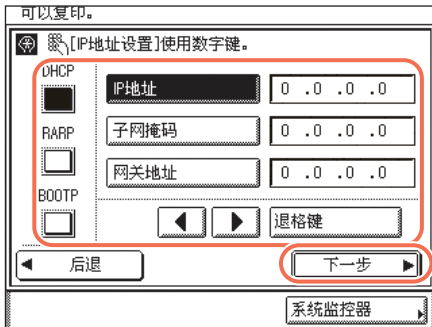 可以复印。
[IP地址设置]使用数字键。
DHCP
IP地址 0 .0 .0 .0
RARP
子网掩码 0 .0 .0 .0
网关地址 0 .0 .0 .0
BOOTP
退格键
后退 下一步
系统监控器